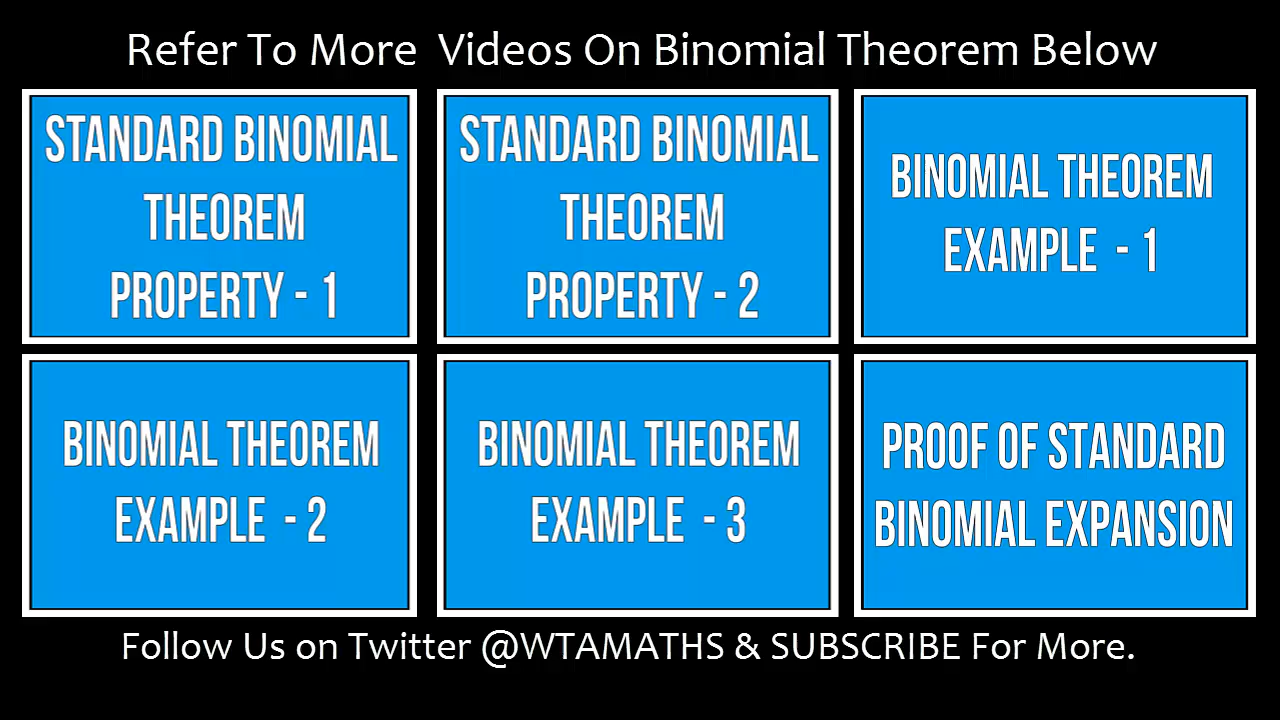 Refer To More Videos On Binomial Theorem Below
STANDARD BINOMIAL
THEOREM
PROPERTY - 1
STANDARD BINOMIAL
THEOREM
PROPERTY - 2
BINOMIAL THEOREM
EXAMPLE - 1
BINOMIAL THEOREM
EXAMPLE - 2
BINOMIAL THEOREM
EXAMPLE - 3
PROOF OF STANDARD
BINOMIAL EXPANSION
Follow Us on Twitter @WTAMATHS & SUBSCRIBE For More.